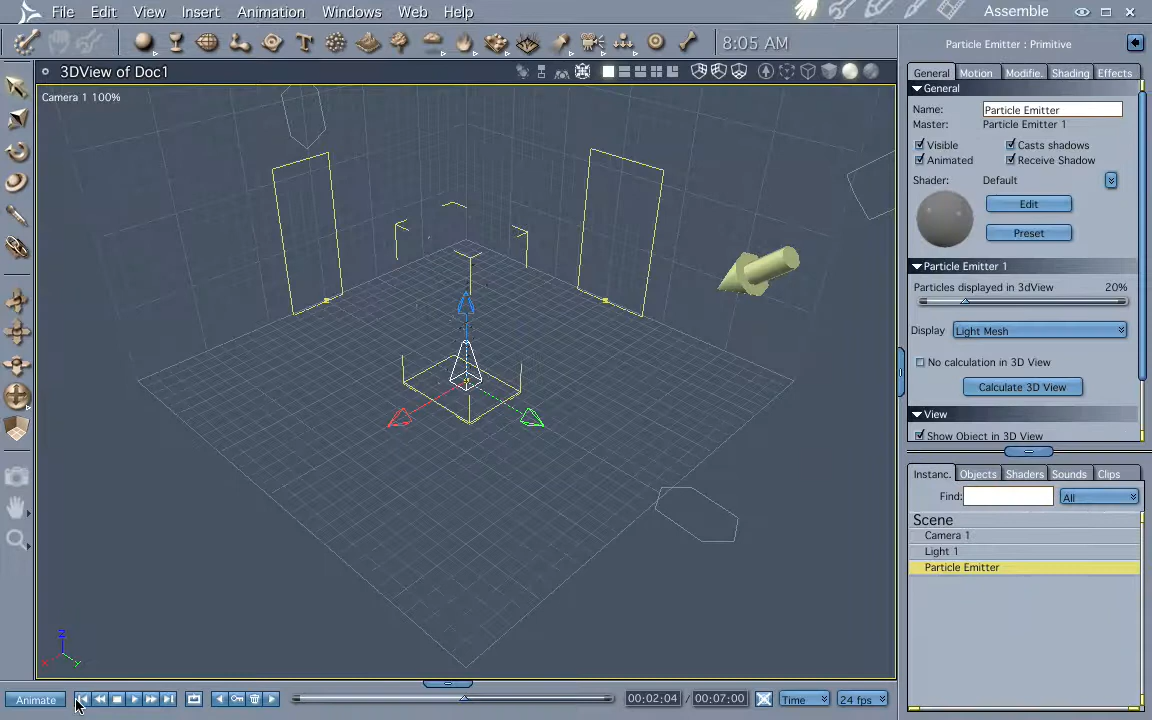 File Edit View Insert Animation Windows Web Help
Assemble
8:05 AM
Particle Emitter : Primitive
3DView of Doc1
General Motion Modifie. Shading Effects
Camera 1 100%
General
Name: Particle Emitter
Master: Particle Emitter 1
Visible Casts shadows
Animated Receive Shadow
Shader: Default
Edit
Preset
Particle Emitter 1
Particles displayed in 3dView 20%
Display Light Mesh
No calculation in 3D View
Calculate 3D View
View
Show Object in 3D View
Instanc. Objects Shaders Sounds Clips
Find: All
Scene
Camera 1
Light 1
Particle Emitter
Z
X Y
Animate 00:02:04 / 00:07:00 Time 24 fps